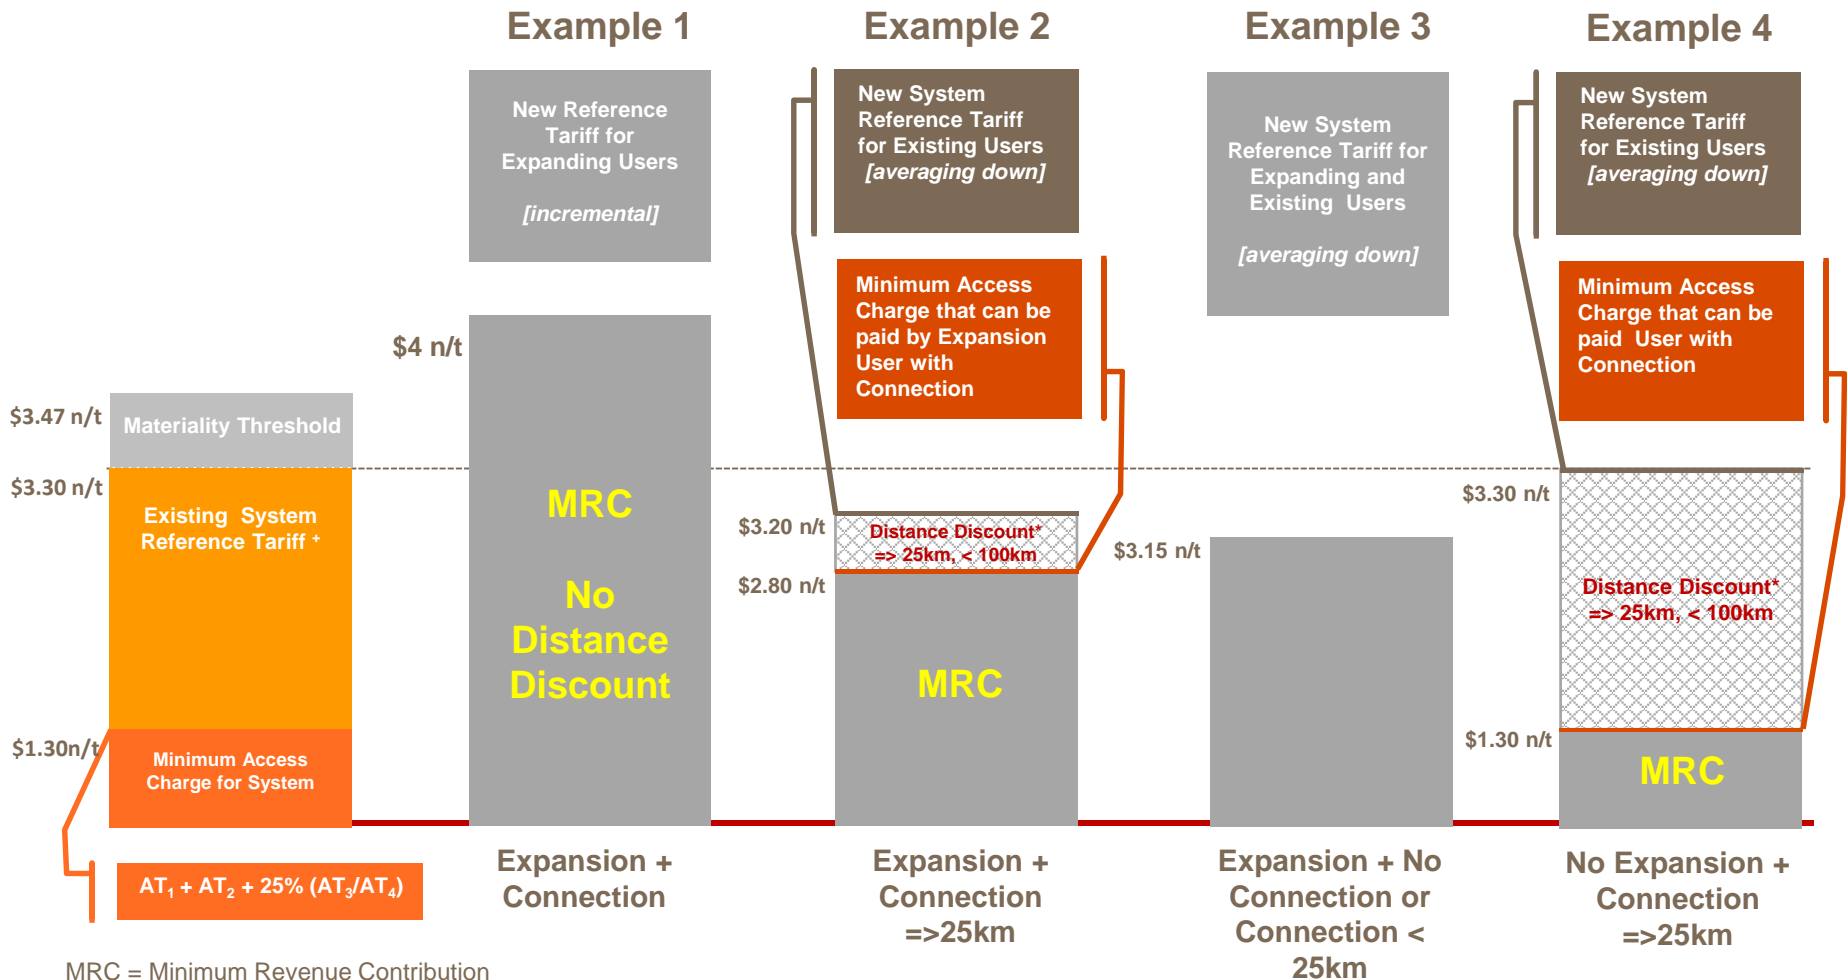 Example 1
Example 2
Example 3
Example 4
New Reference
Tariff for
Expanding Users
[incremental]
New System
Reference Tariff
for Existing Users
[averaging down]
New System
Reference Tariff for
Expanding and
Existing Users
[averaging down]
New System
Reference Tariff
for Existing Users
[averaging down]
Minimum Access
Charge that can be
paid by Expansion
User with
Connection
Minimum Access
Charge that can be
paid User with
Connection
$4 n/t
$3.47 n/t
Materiality Threshold
$3.30 n/t
Existing System
Reference Tariff +
$1.30n/t
Minimum Access
Charge for System
AT1 + AT2 + 25% (AT3/AT4)
MRC
No
Distance
Discount
$3.20 n/t
Distance Discount*
=> 25km, < 100km
$2.80 n/t
MRC
$3.15 n/t
$3.30 n/t
Distance Discount*
=> 25km, < 100km
$1.30 n/t
MRC
Expansion +
Connection
Expansion +
Connection
=>25km
Expansion + No
Connection or
Connection <
25km
No Expansion +
Connection
=>25km
MRC = Minimum Revenue Contribution